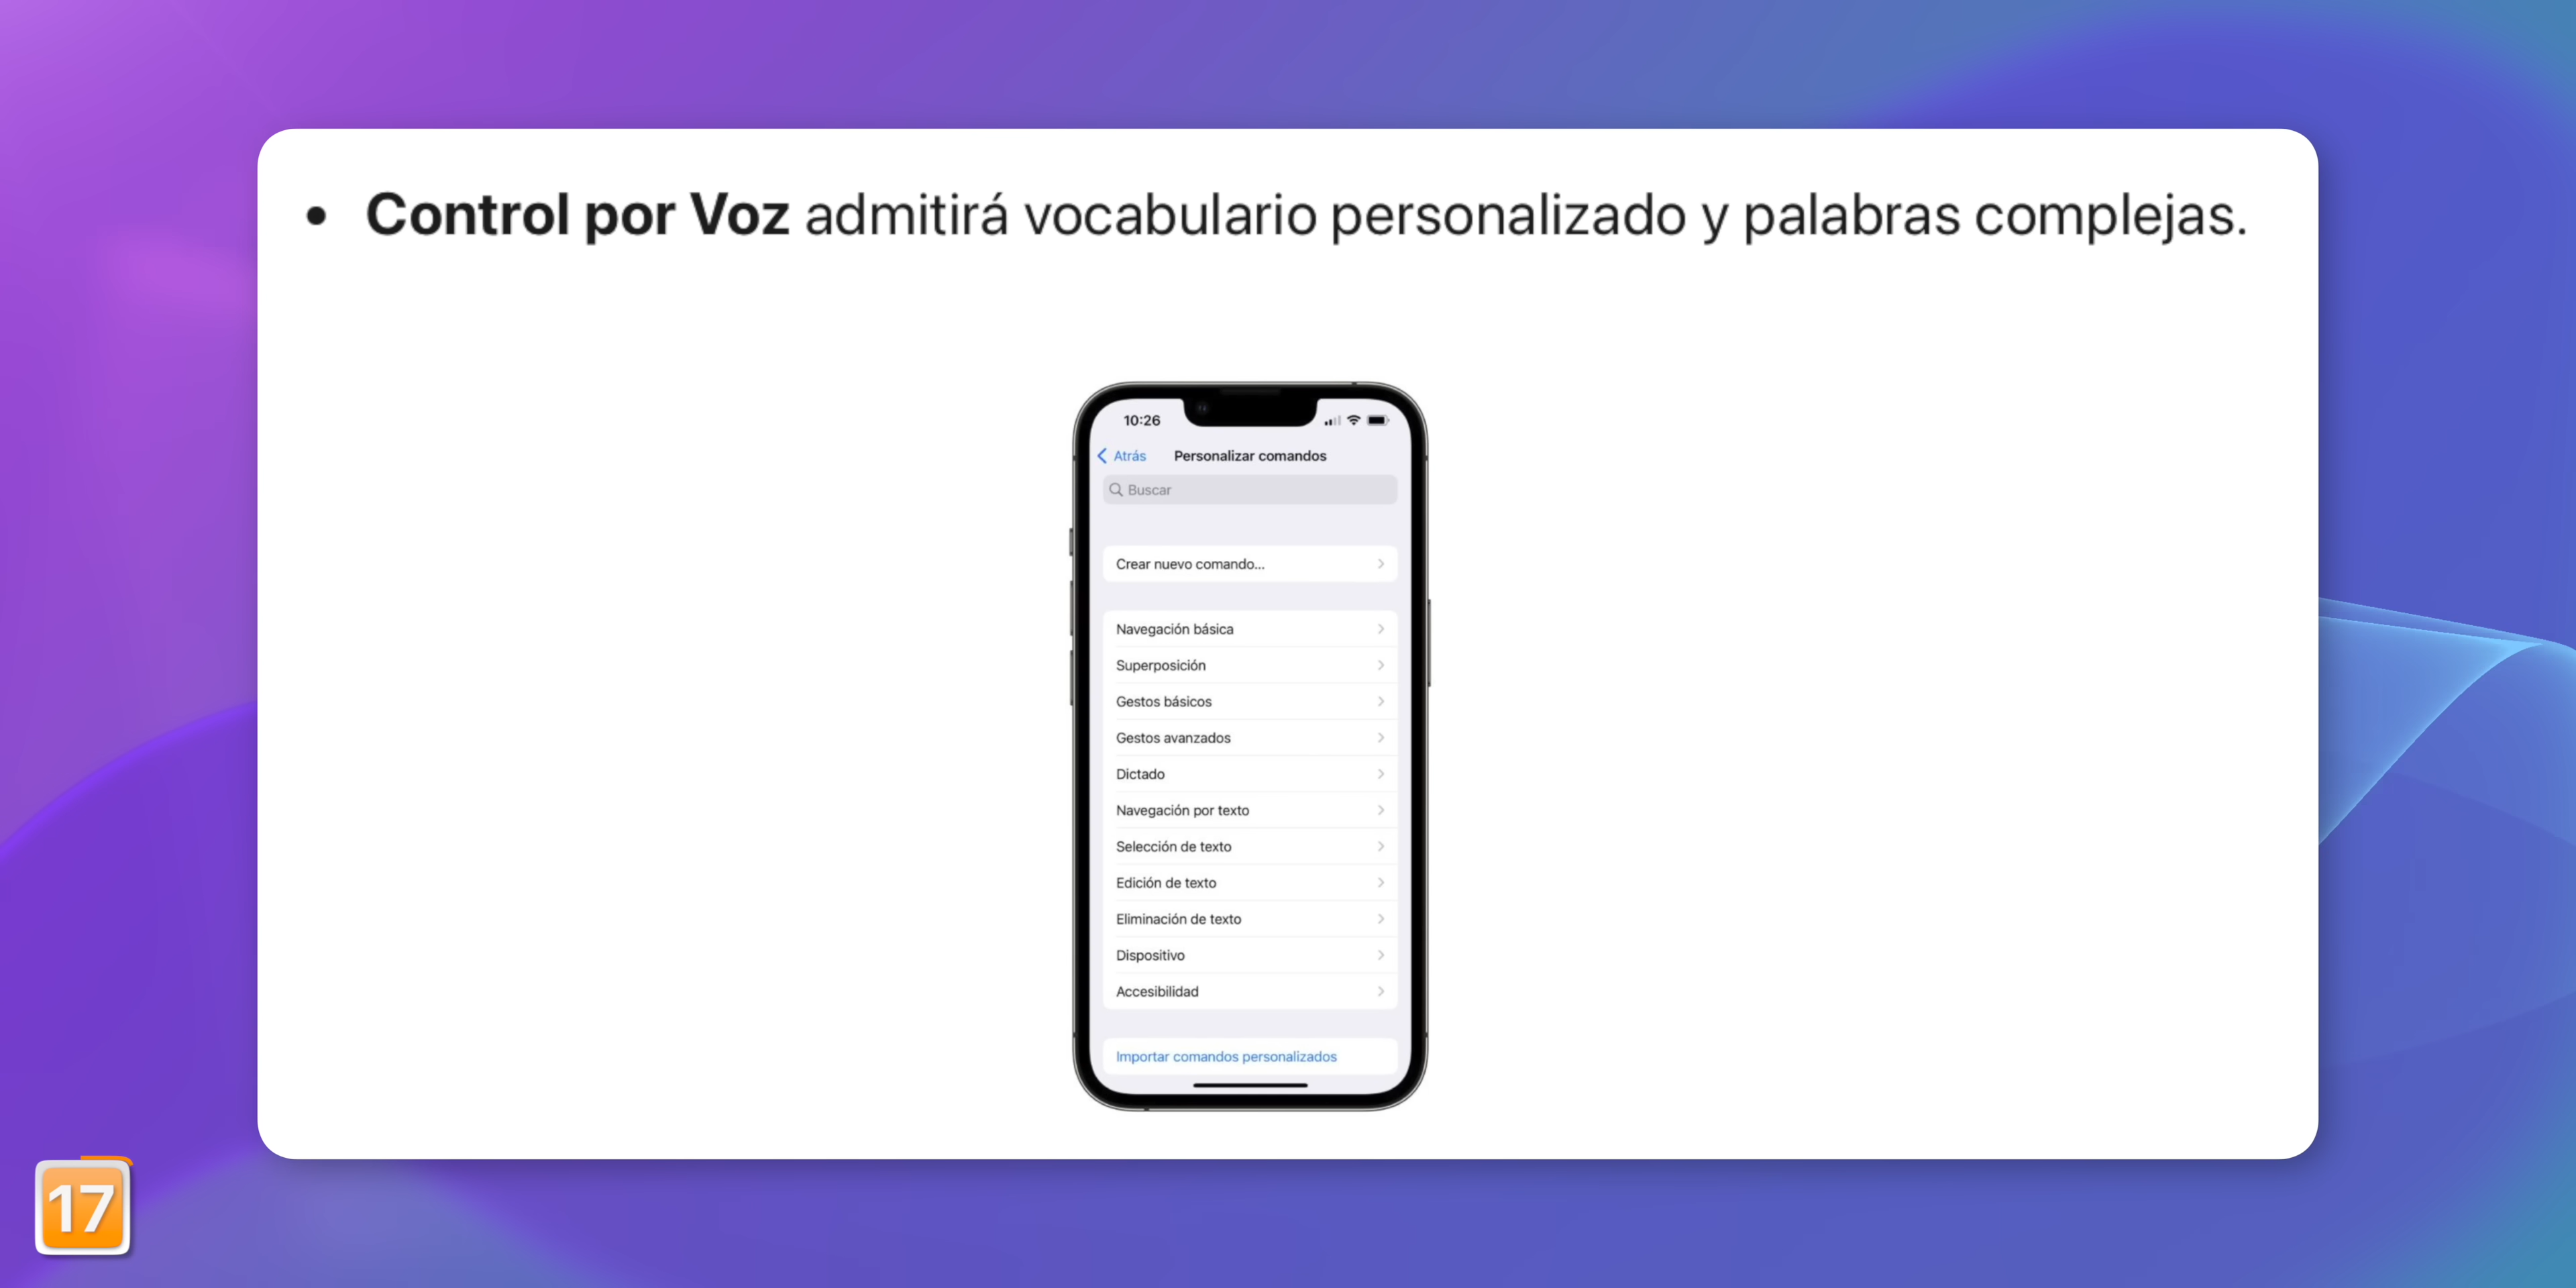 • Control por Voz admitirá vocabulario personalizado y palabras complejas.
10:26
Atrás Personalizar comandos
Buscar
Crear nuevo comando...
Navegación básica
Superposición
Gestos básicos
Gestos avanzados
Dictado
Navegación por texto
Selección de texto
Edición de texto
Eliminación de texto
Dispositivo
Accesibilidad
Importar comandos personalizados
17